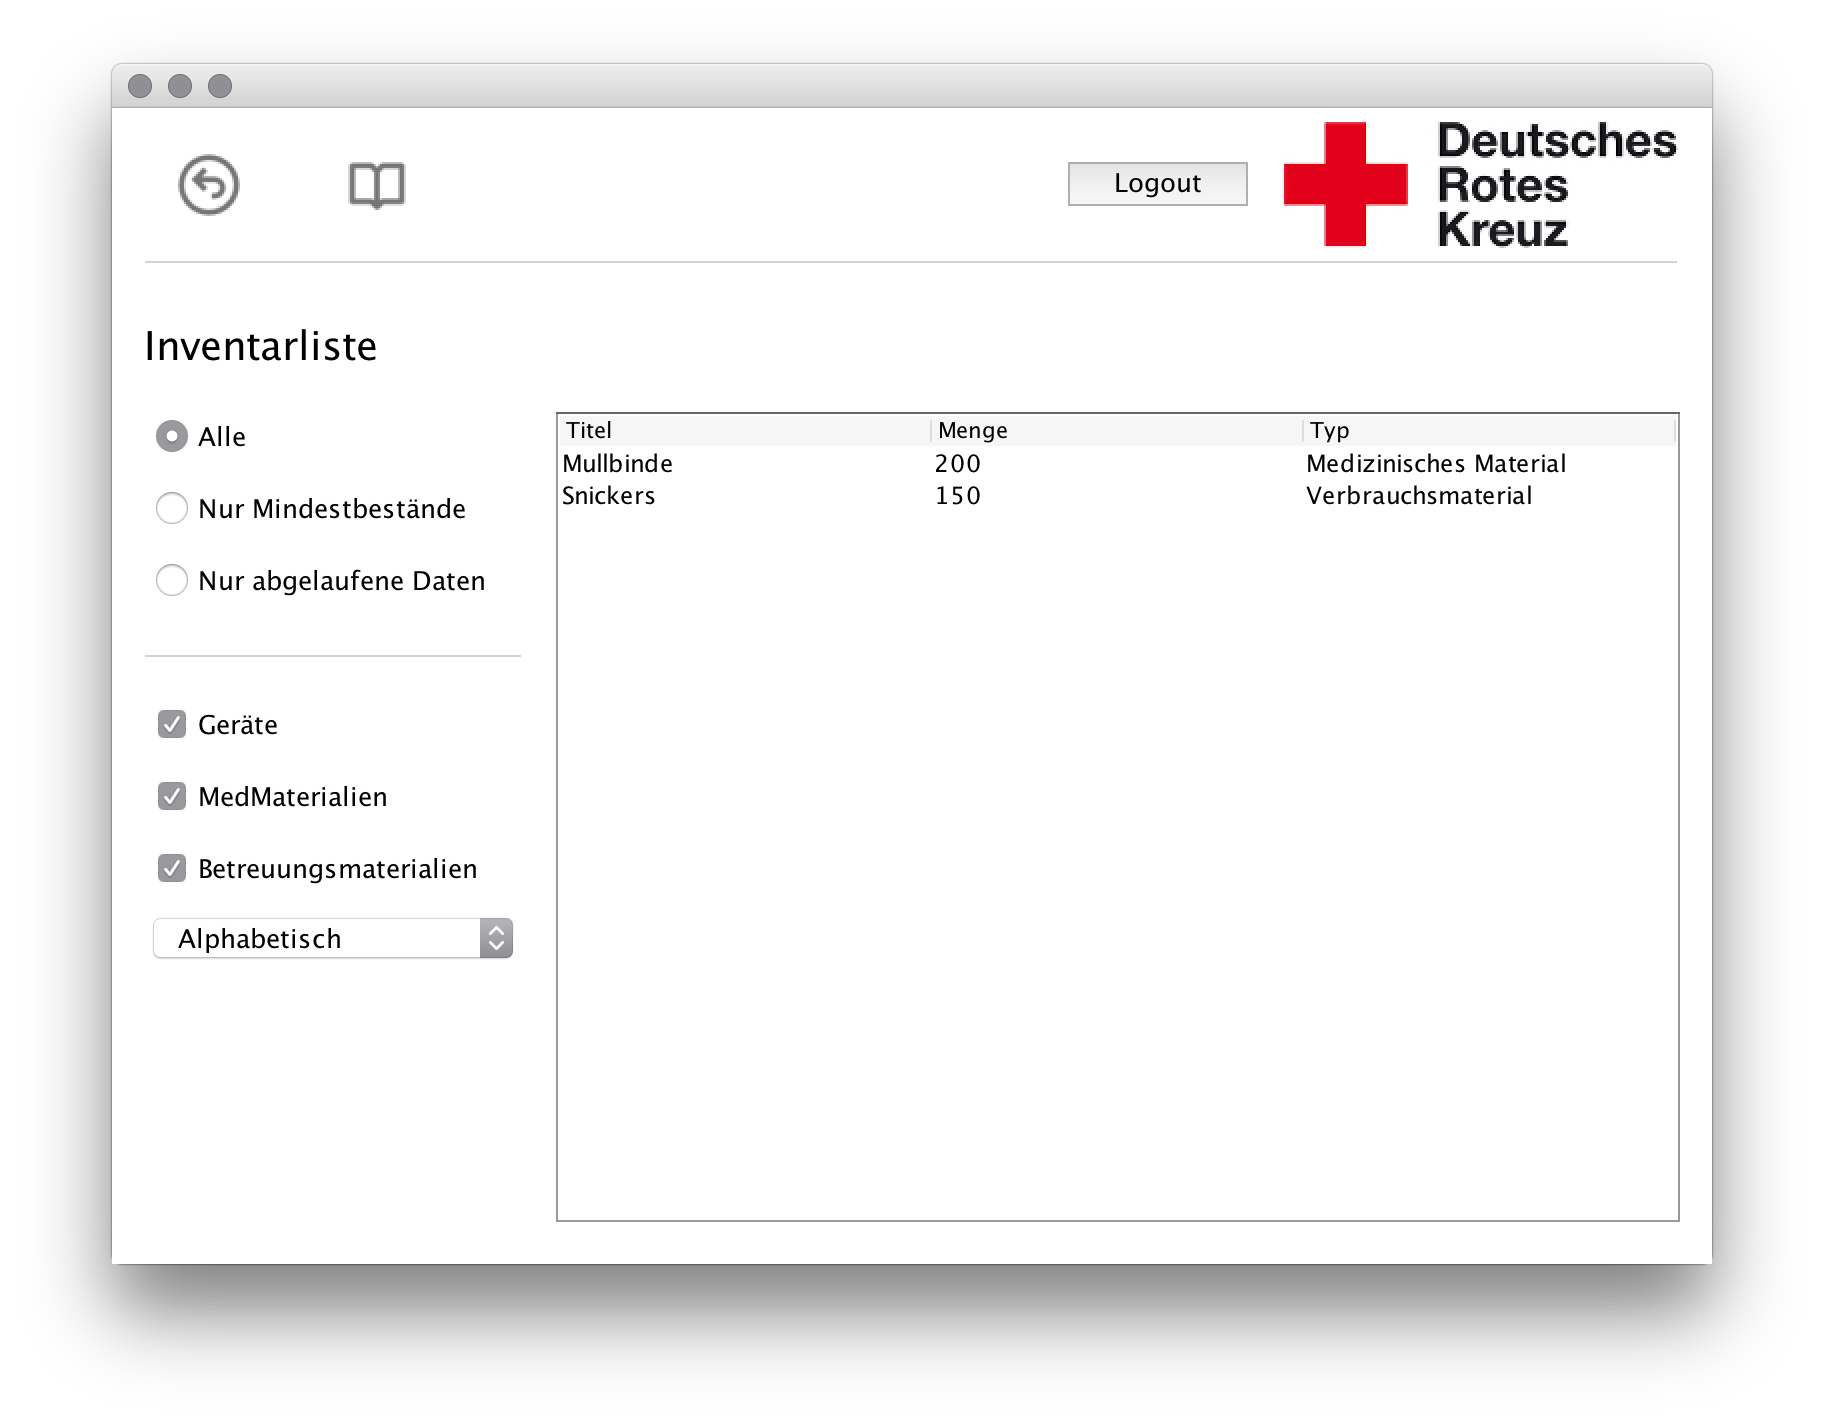 Logout
Deutsches
Rotes
Kreuz
Inventarliste
Alle
Nur Mindestbestände
Nur abgelaufene Daten
Geräte
MedMaterialien
Betreuungsmaterialien
Alphabetisch
Titel Menge Typ
Mullbinde 200 Medizinisches Material
Snickers 150 Verbrauchsmaterial